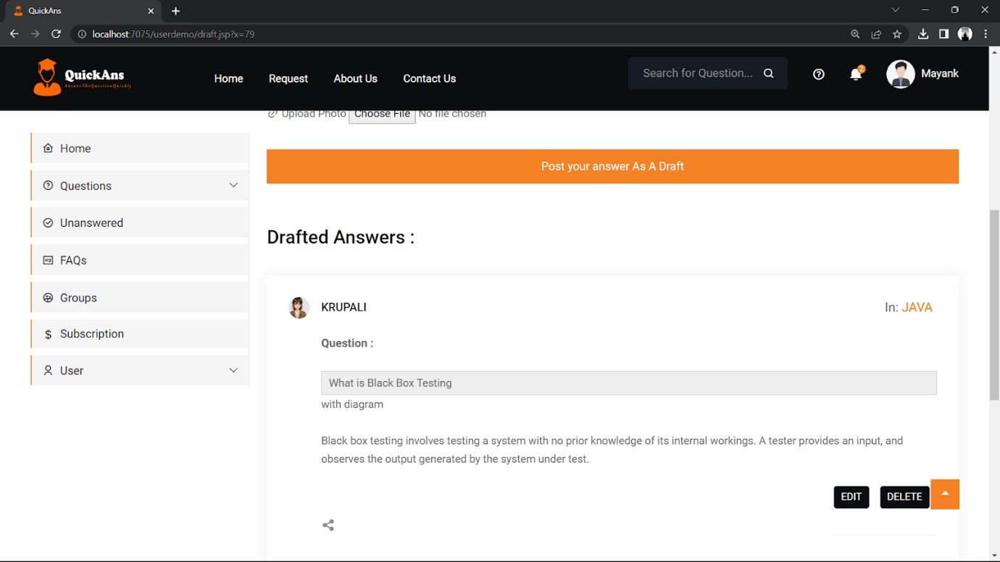 QuickAns
localhost:7075/userdemo/draft.jsp?x=79
QuickAns
AnswerTheQuestionQuickly
Home
Request
About Us
Contact Us
Search for Question...
2
Mayank
Upload Photo Choose File No file chosen
Home
Questions
Unanswered
FAQs
Groups
$ Subscription
User
Post your answer As A Draft
Drafted Answers :
KRUPALI
In: JAVA
Question :
What is Black Box Testing
with diagram
Black box testing involves testing a system with no prior knowledge of its internal workings. A tester provides an input, and
observes the output generated by the system under test.
EDIT
DELETE